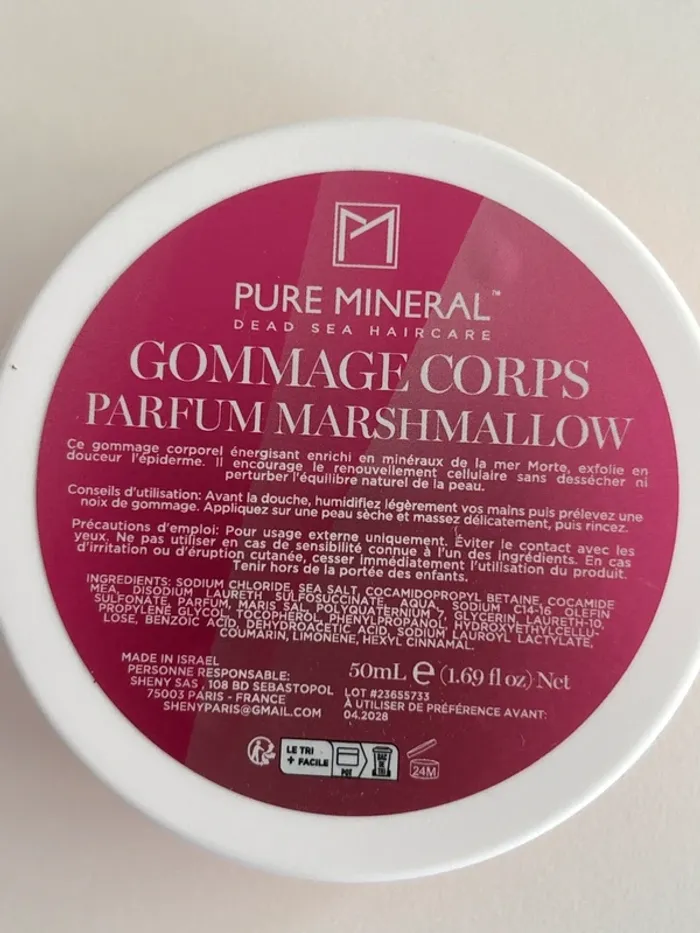 PURE MINERAL™
DEAD SEA HAIRCARE
GOMMAGE CORPS
PARFUM MARSHMALLOW
Ce gommage corporel énergisant enrichi en minéraux de la mer Morte, exfolie en
douceur l'épiderme. Il encourage le renouvellement cellulaire sans dessécher ni
perturber l'équilibre naturel de la peau.
Conseils d'utilisation: Avant la douche, humidifiez légèrement vos mains puis prélevez une
noix de gommage. Appliquez sur une peau sèche et massez délicatement, puis rincez.
Précautions d'emploi: Pour usage externe uniquement. Éviter le contact avec les
yeux. Ne pas utiliser en cas de sensibilité connue à l'un des ingrédients. En cas
d'irritation ou d'éruption cutanée, cesser immédiatement l'utilisation du produit.
Tenir hors de la portée des enfants.
INGREDIENTS: SODIUM CHLORIDE, SEA SALT, COCAMIDOPROPYL BETAINE, COCAMIDE
MEA, DISODIUM LAURETH SULFOSUCCINATE, AQUA, SODIUM C14-16 OLEFIN
SULFONATE, PARFUM, MARIS SAL, POLYQUATERNIUM 7, GLYCERIN, LAURETH-10,
PROPYLENE GLYCOL, TOCOPHEROL, PHENYLPROPANOL, HYDROXYETHYLCELLU-
LOSE, BENZOIC ACID, DEHYDROACETIC ACID, SODIUM LAUROYL LACTYLATE,
COUMARIN, LIMONENE, HEXYL CINNAMAL.
MADE IN ISRAEL
PERSONNE RESPONSABLE:
SHENY SAS, 108 BD SEBASTOPOL
75003 PARIS - FRANCE
SHENYPARIS@GMAIL.COM
50mL e (1.69 fl oz) Net
LOT #23655733
À UTILISER DE PRÉFÉRENCE AVANT:
04.2028
LE TRI
+ FACILE
POT
BAC
DE TRI
24M